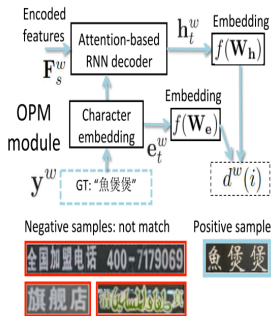 Encoded
features
F_s^w
Attention-based
RNN decoder
h_t^w
Embedding
f(W_h)
OPM
module
Character
embedding
e_t^w
Embedding
f(W_e)
y^w
GT: "魚煲煲"
d^w(i)
Negative samples: not match
Positive sample
全国加盟电话 400-7179069
魚煲煲
旗舰店